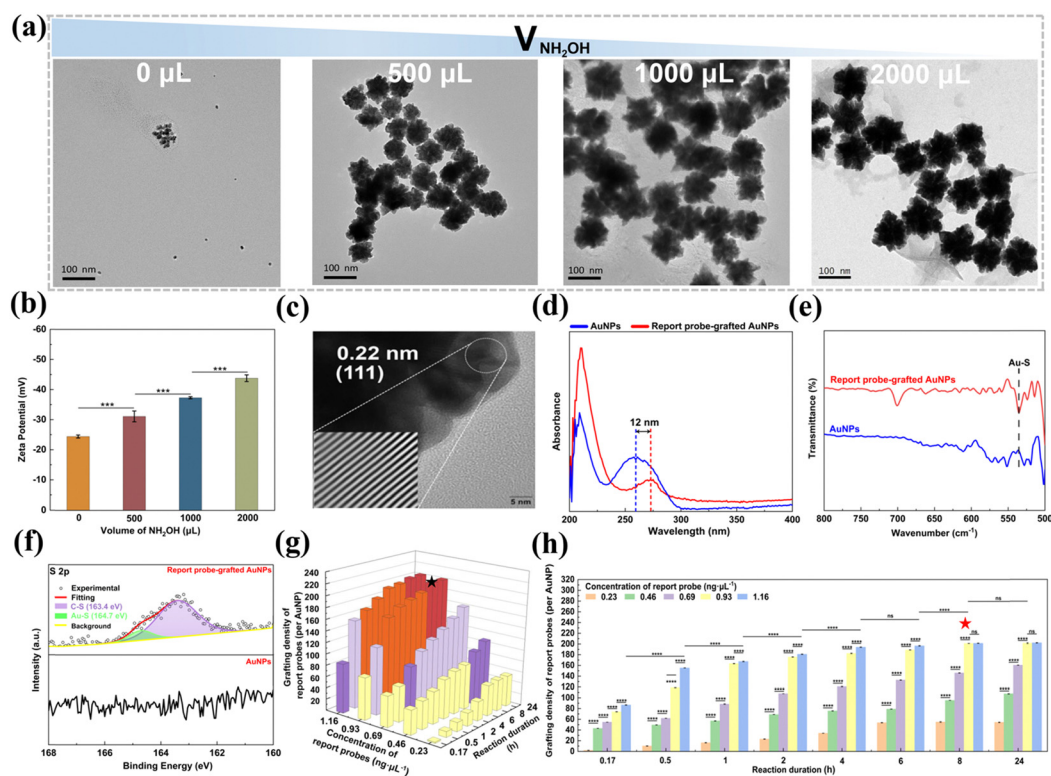 (a)
V NH₂OH
0 µL
500 µL
1000 µL
2000 µL
100 nm
100 nm
100 nm
100 nm
(b)
Zeta Potential (mV)
-60
-50
-40
-30
-20
-10
0
***
***
***
0 500 1000 2000
Volume of NH₂OH (µL)
(c)
0.22 nm
(111)
5 nm
(d)
AuNPs
Report probe-grafted AuNPs
12 nm
Absorbance
200 250 300 350 400
Wavelength (nm)
(e)
Au-S
Report probe-grafted AuNPs
AuNPs
Transmittance (%)
800 700 600 500
Wavenumber (cm⁻¹)
(f)
S 2p
Report probe-grafted AuNPs
Experimental
Fitting
C-S (163.4 eV)
Au-S (164.7 eV)
Background
AuNPs
Intensity (a.u.)
168 166 164 162 160
Binding Energy (eV)
(g)
Grafting density of
report probes (per AuNP)
240
220
200
180
160
140
120
100
80
60
40
20
1.16
0.93
0.69
0.46
0.23
Concentration of
report probes (ng·µL⁻¹)
0.17
0.5
1
2
4
6
8
24
Reaction duration
(h)
(h)
Grafting density of report probes (per AuNP)
320
300
280
260
240
220
200
180
160
140
120
100
80
60
40
20
0
Concentration of report probe (ng·µL⁻¹)
0.23 0.46 0.69 0.93 1.16
**** **** **** ns **** ns
****
ns
ns
0.17 0.5 1 2 4 6 8 24
Reaction duration (h)